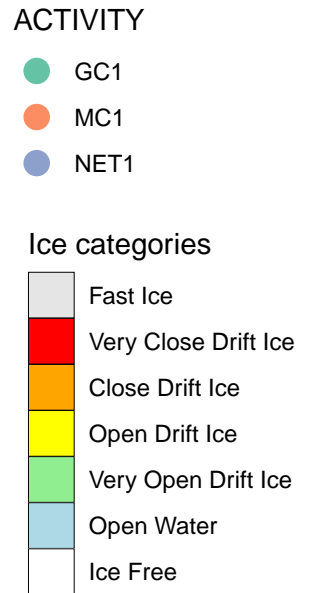 ACTIVITY
GC1
MC1
NET1
Ice categories
Fast Ice
Very Close Drift Ice
Close Drift Ice
Open Drift Ice
Very Open Drift Ice
Open Water
Ice Free